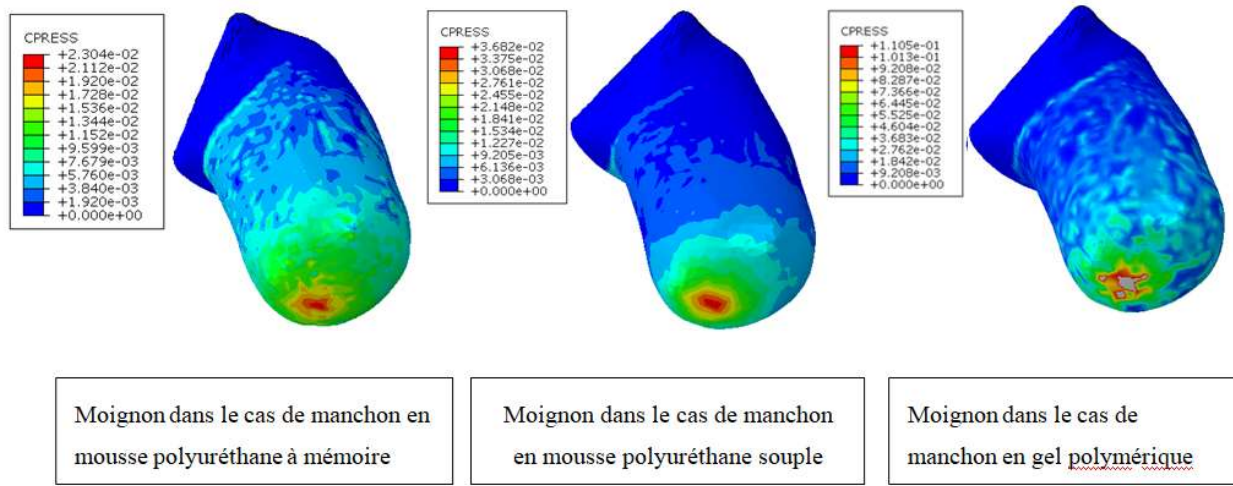 CPRESS
+2.304e-02
+2.112e-02
+1.920e-02
+1.728e-02
+1.536e-02
+1.344e-02
+1.152e-02
+9.599e-03
+7.679e-03
+5.760e-03
+3.840e-03
+1.920e-03
+0.000e+00
CPRESS
+3.682e-02
+3.375e-02
+3.068e-02
+2.761e-02
+2.455e-02
+2.148e-02
+1.841e-02
+1.534e-02
+1.227e-02
+9.205e-03
+6.136e-03
+3.068e-03
+0.000e+00
CPRESS
+1.105e-01
+1.013e-01
+9.208e-02
+8.287e-02
+7.366e-02
+6.445e-02
+5.525e-02
+4.604e-02
+3.683e-02
+2.762e-02
+1.842e-02
+9.208e-03
+0.000e+00
Moignon dans le cas de manchon en
mousse polyuréthane à mémoire
Moignon dans le cas de manchon
en mousse polyuréthane souple
Moignon dans le cas de
manchon en gel polymérique